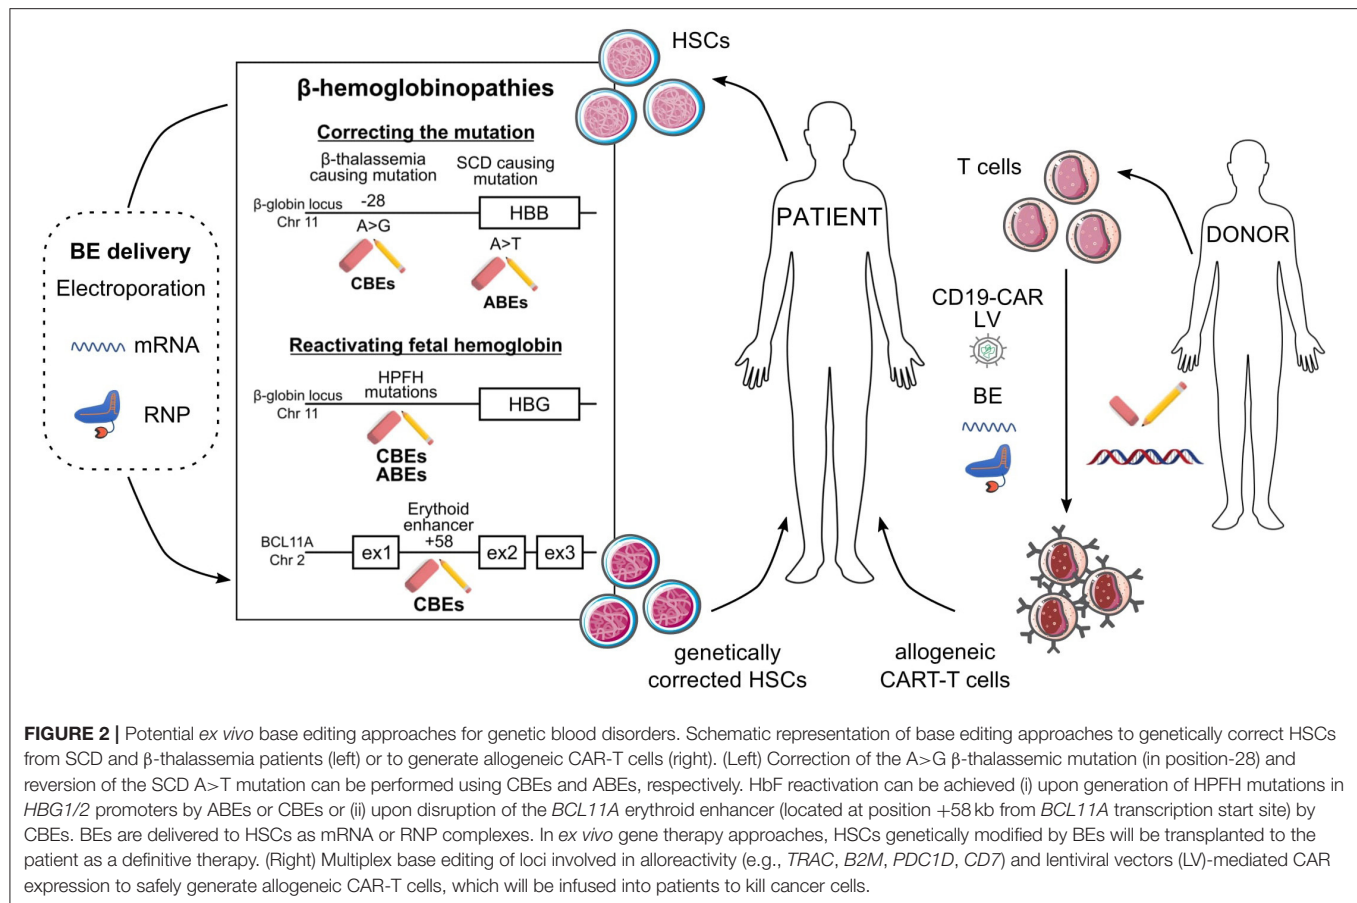 HSCs
β-hemoglobinopathies
Correcting the mutation
β-thalassemia
causing mutation
SCD causing
mutation
β-globin locus
Chr 11
-28
A>G
HBB
A>T
CBEs
ABEs
Reactivating fetal hemoglobin
HPFH
mutations
β-globin locus
Chr 11
HBG
CBEs
ABEs
Erythoid
enhancer
+58
BCL11A
Chr 2
ex1
ex2
ex3
CBEs
BE delivery
Electroporation
mRNA
RNP
PATIENT
T cells
DONOR
CD19-CAR
LV
BE
genetically
corrected HSCs
allogeneic
CART-T cells
FIGURE 2 | Potential ex vivo base editing approaches for genetic blood disorders. Schematic representation of base editing approaches to genetically correct HSCs
from SCD and β-thalassemia patients (left) or to generate allogeneic CAR-T cells (right). (Left) Correction of the A>G β-thalassemic mutation (in position-28) and
reversion of the SCD A>T mutation can be performed using CBEs and ABEs, respectively. HbF reactivation can be achieved (i) upon generation of HPFH mutations in
HBG1/2 promoters by ABEs or CBEs or (ii) upon disruption of the BCL11A erythroid enhancer (located at position +58 kb from BCL11A transcription start site) by
CBEs. BEs are delivered to HSCs as mRNA or RNP complexes. In ex vivo gene therapy approaches, HSCs genetically modified by BEs will be transplanted to the
patient as a definitive therapy. (Right) Multiplex base editing of loci involved in alloreactivity (e.g., TRAC, B2M, PDC1D, CD7) and lentiviral vectors (LV)-mediated CAR
expression to safely generate allogeneic CAR-T cells, which will be infused into patients to kill cancer cells.